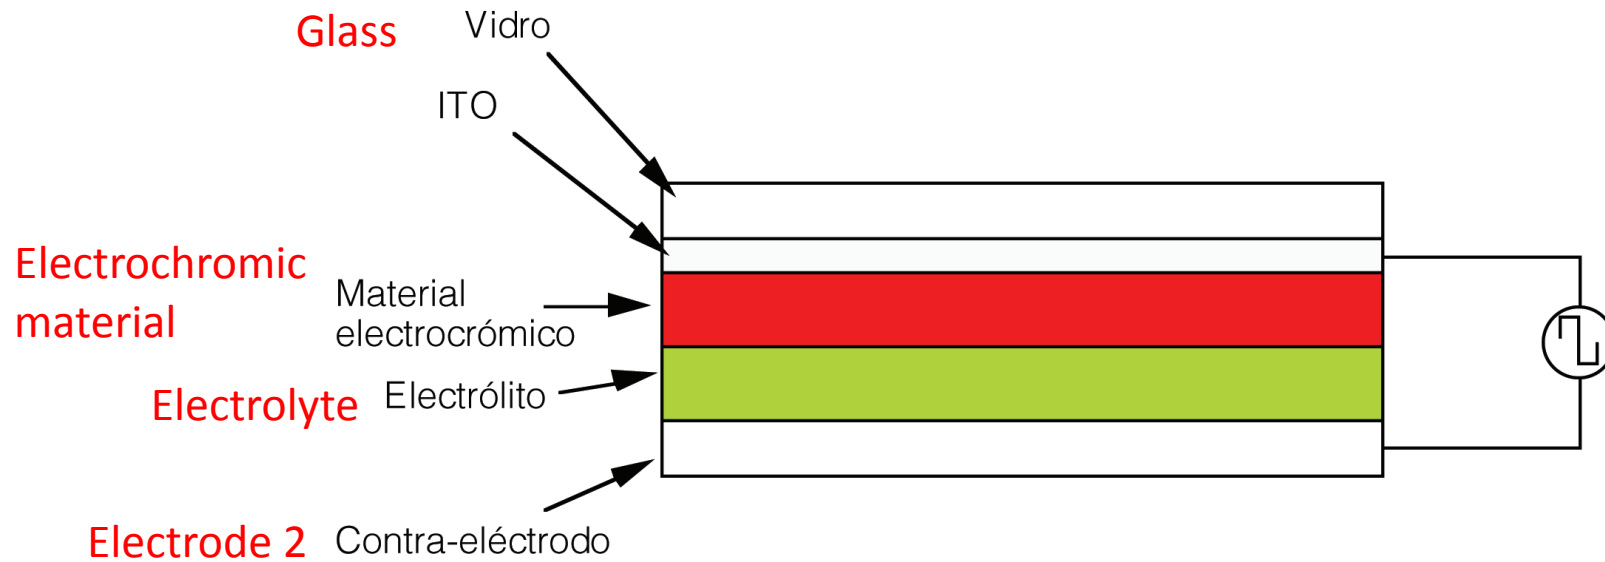 Glass Vidro
ITO
Electrochromic
material
Material
electrocrómico
Electrolyte Electrólito
Electrode 2 Contra-eléctrodo